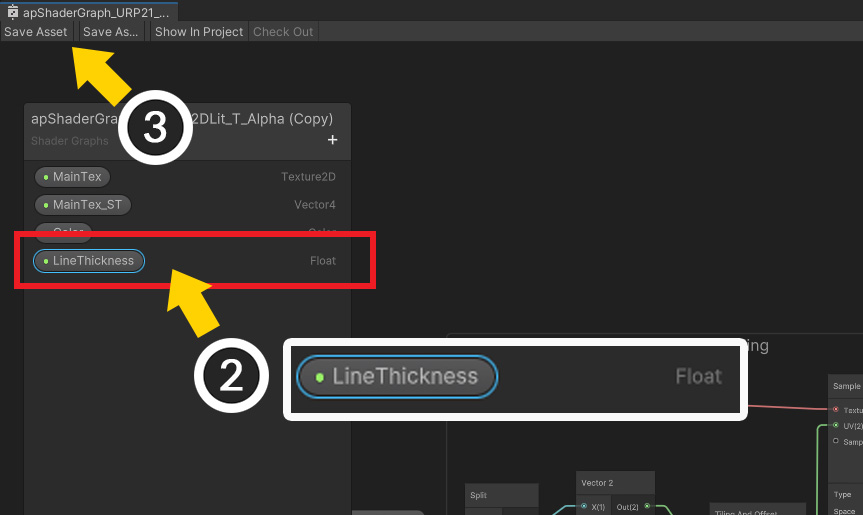 apShaderGraph_URP21_...
Save Asset
Save As...
Show In Project
Check Out
3
apShaderGra 2DLit_T_Alpha (Copy)
Shader Graphs
+
MainTex Texture2D
MainTex_ST Vector4
Color Color
LineThickness Float
2
LineThickness Float
ing
Sample
Textu
UV(2)
Samp
Vector 2
Split
X(1) Out(2)
Tiling And Offset
Type
Space